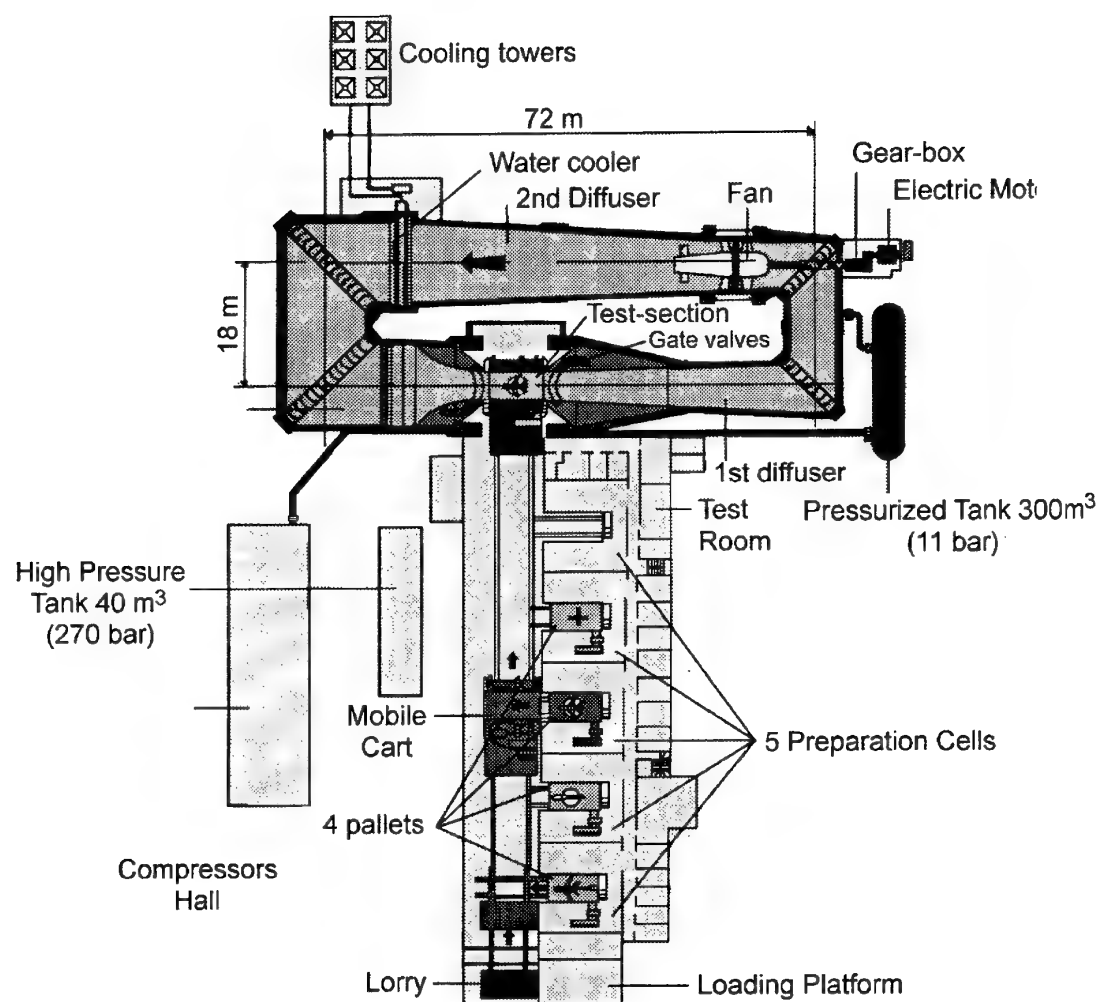 Cooling towers
72 m
Gear-box
Water cooler
Electric Mot
2nd Diffuser
Fan
18 m
Test-section
Gate valves
1st diffuser
Test
Room
Pressurized Tank 300m³
(11 bar)
High Pressure
Tank 40 m³
(270 bar)
Mobile
Cart
5 Preparation Cells
4 pallets
Compressors
Hall
Lorry
Loading Platform